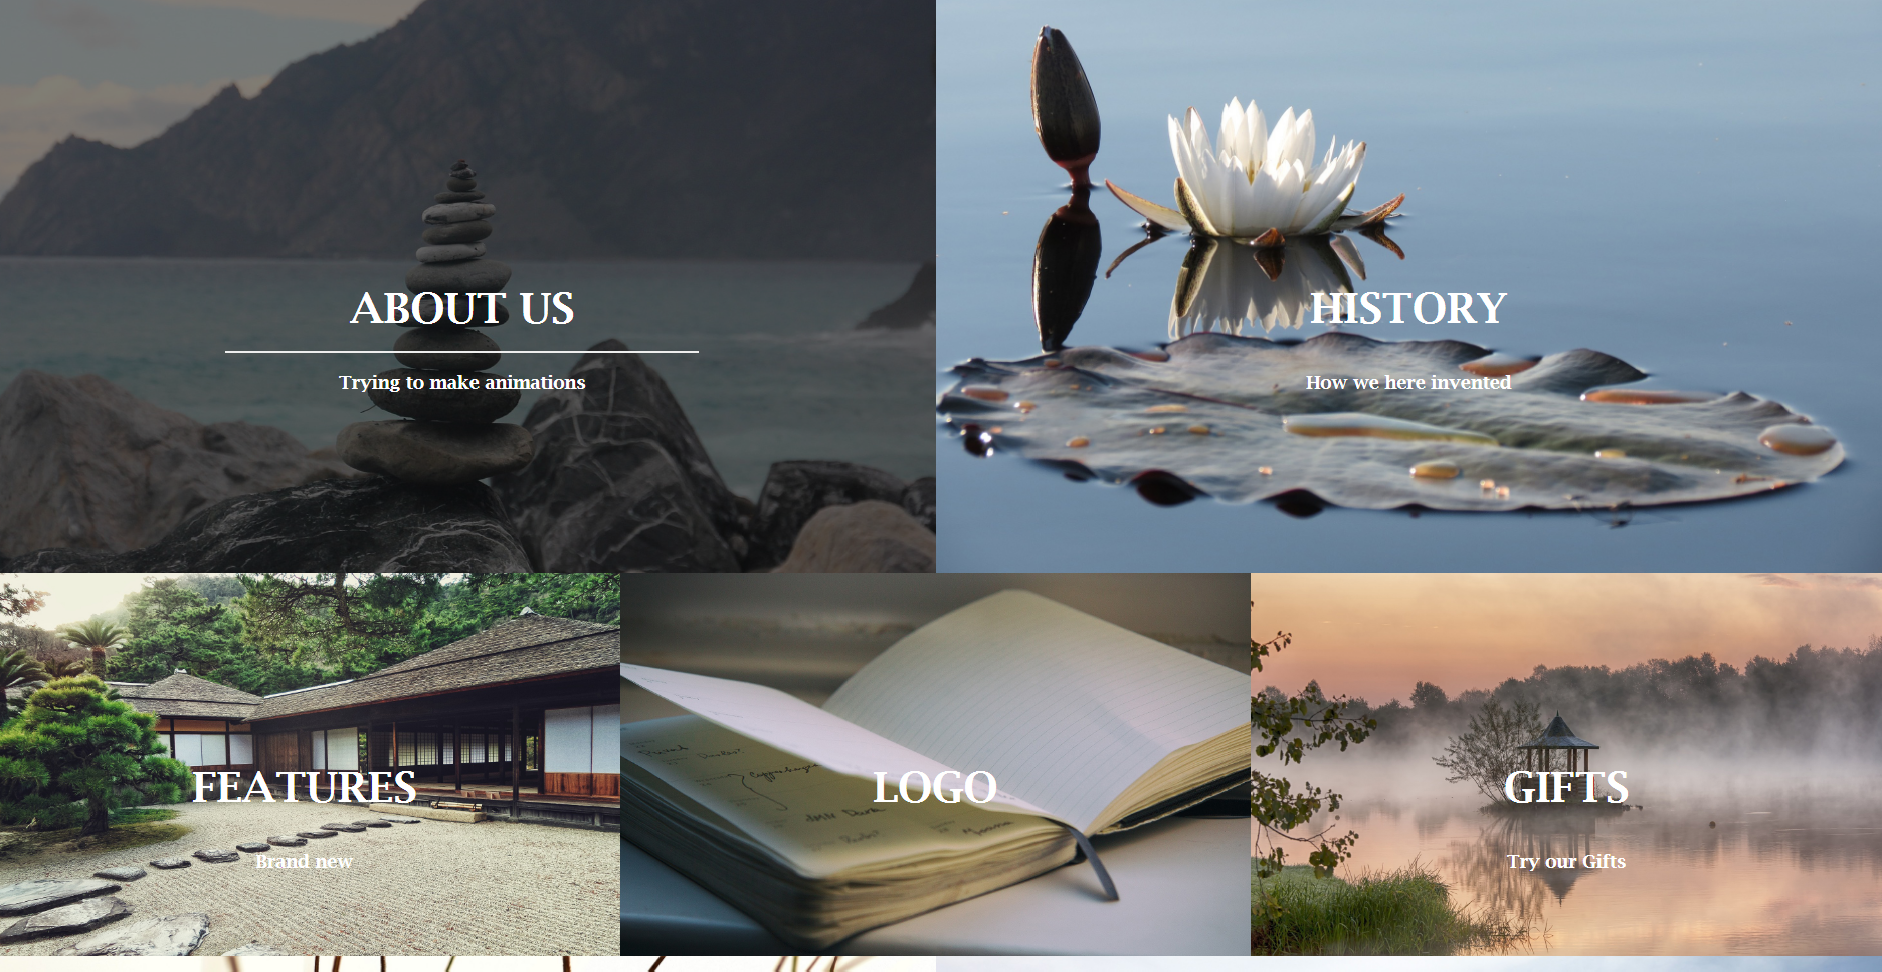 ABOUT US
Trying to make animations
HISTORY
How we here invented
FEATURES
Brand new
LOGO
GIFTS
Try our Gifts